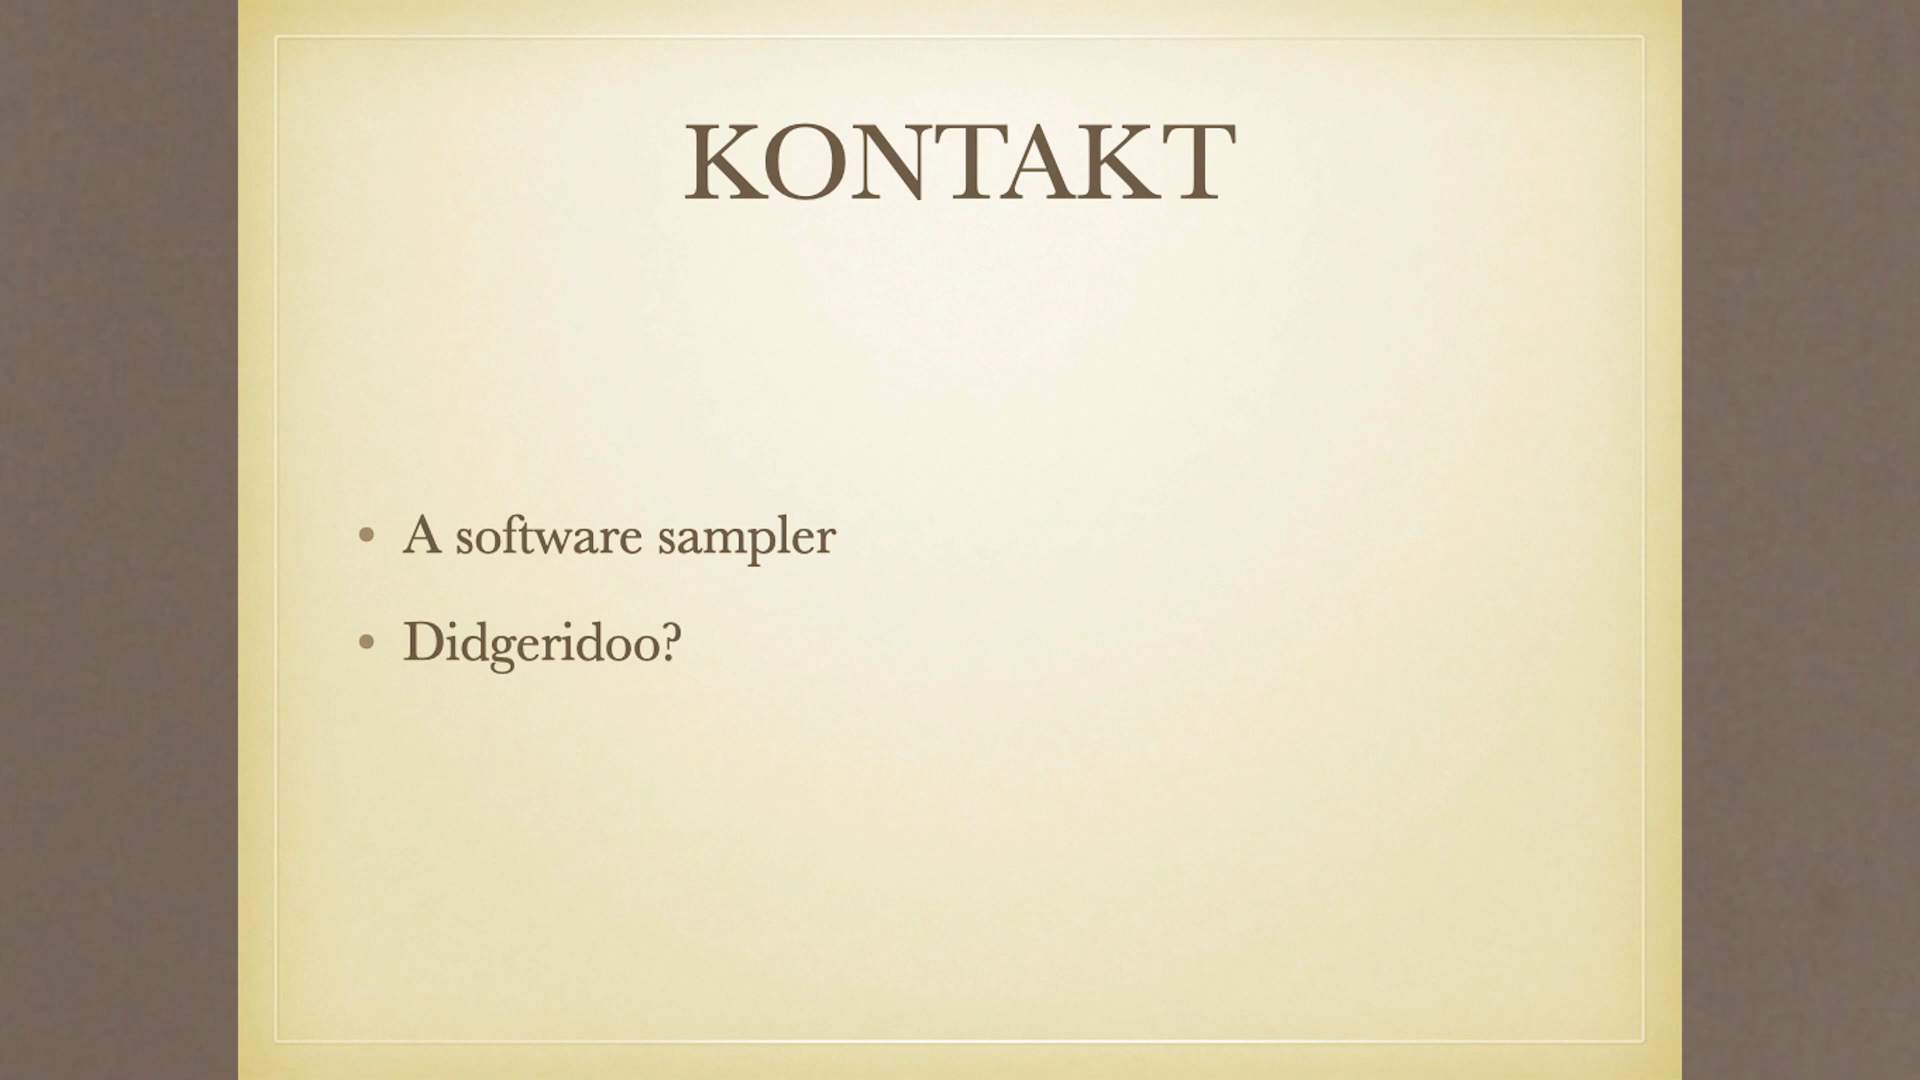 KONTAKT
• A software sampler
• Didgeridoo?